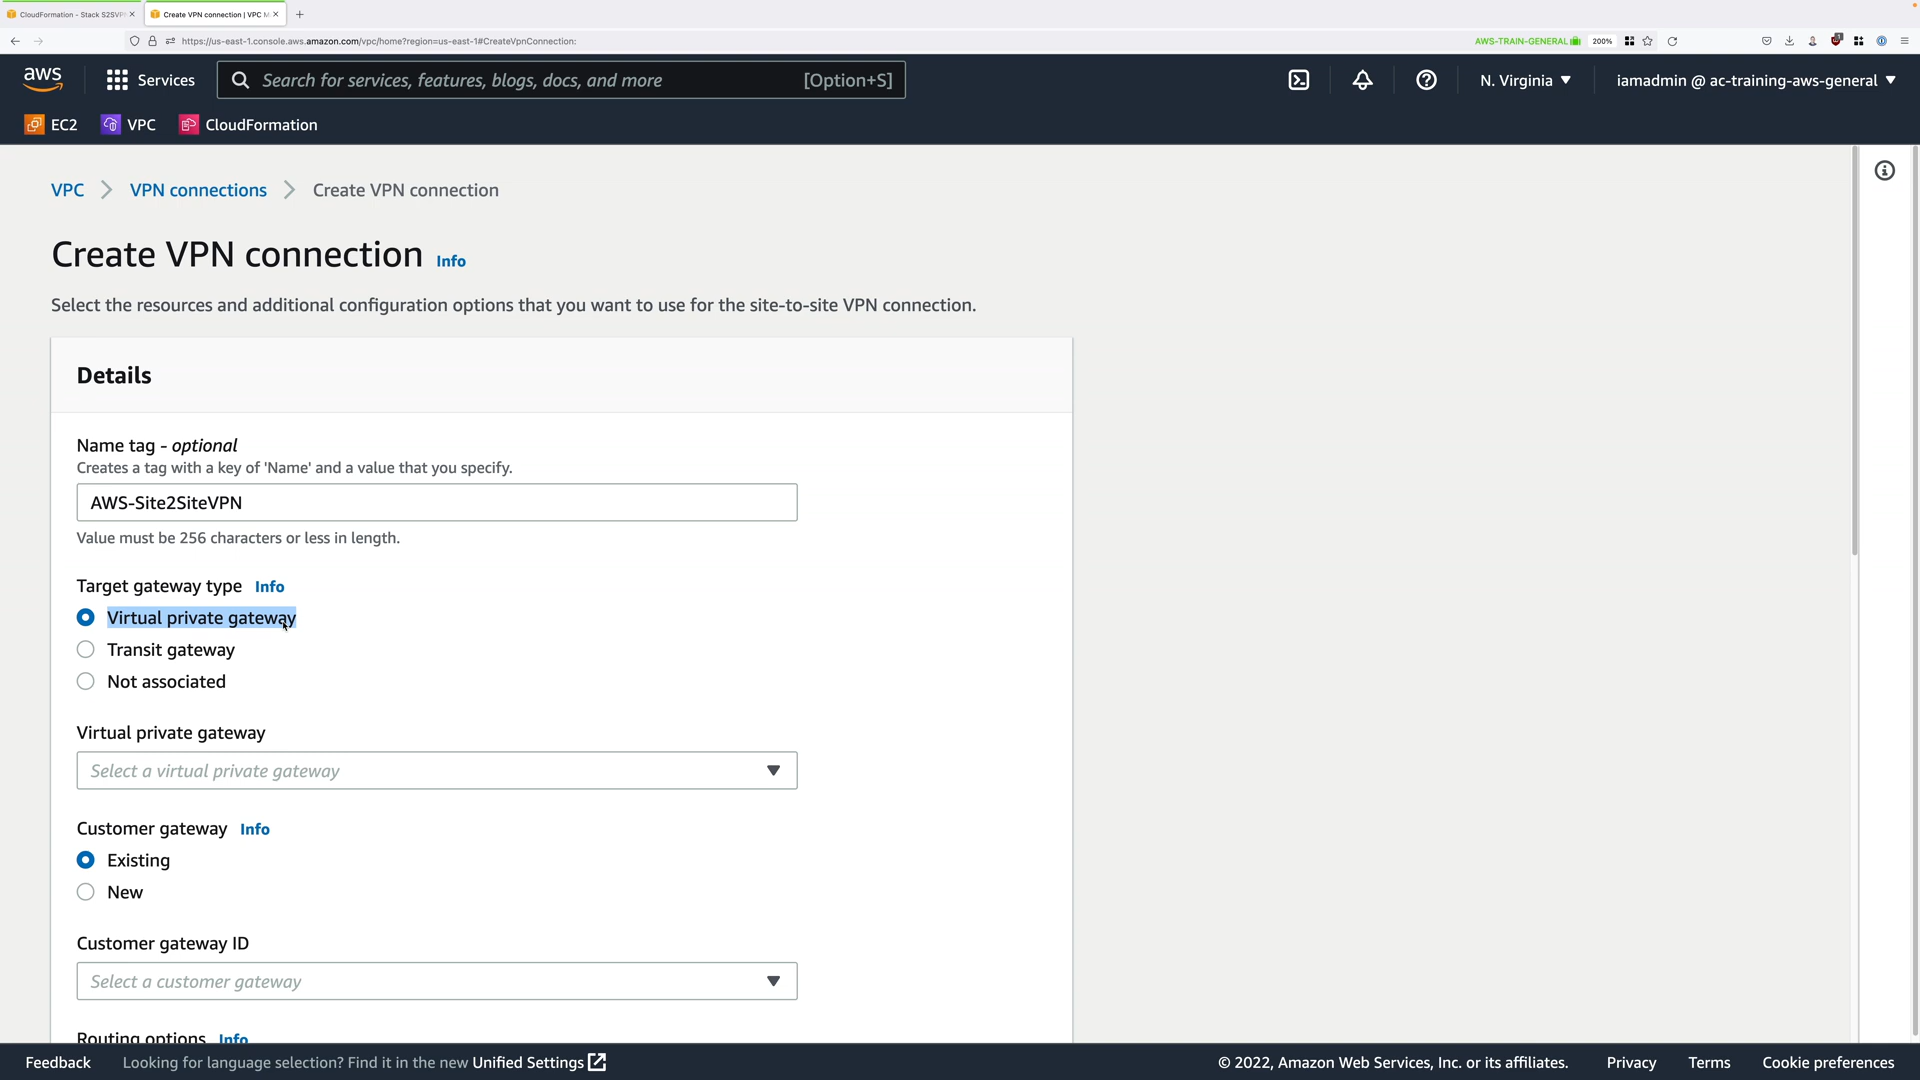 CloudFormation - Stack S2SVP
Create VPN connection | VPC M
https://us-east-1.console.aws.amazon.com/vpc/home?region=us-east-1#CreateVpnConnection:
AWS-TRAIN-GENERAL
200%
aws
Services
Search for services, features, blogs, docs, and more
[Option+S]
N. Virginia
iamadmin @ ac-training-aws-general
EC2
VPC
CloudFormation
VPC
VPN connections
Create VPN connection
Create VPN connection Info
Select the resources and additional configuration options that you want to use for the site-to-site VPN connection.
Details
Name tag - optional
Creates a tag with a key of 'Name' and a value that you specify.
AWS-Site2SiteVPN
Value must be 256 characters or less in length.
Target gateway type Info
Virtual private gateway
Transit gateway
Not associated
Virtual private gateway
Select a virtual private gateway
Customer gateway Info
Existing
New
Customer gateway ID
Select a customer gateway
Routing options Info
Feedback
Looking for language selection? Find it in the new Unified Settings
© 2022, Amazon Web Services, Inc. or its affiliates.
Privacy
Terms
Cookie preferences